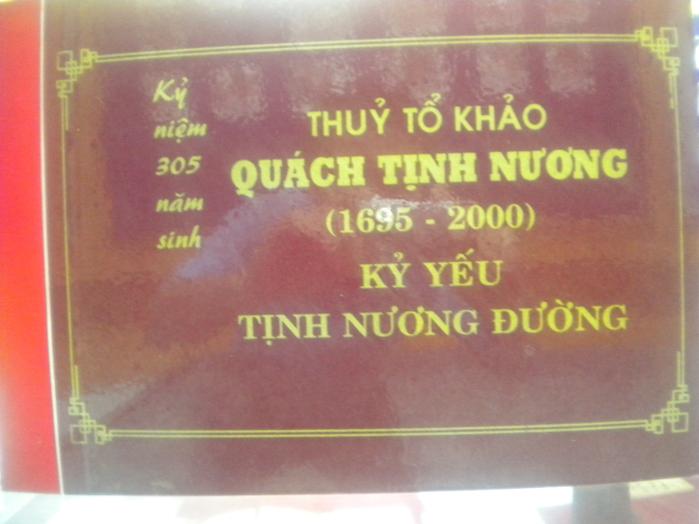 Kỷ
niệm
305
năm
sinh
THUỶ TỔ KHẢO
QUÁCH TỊNH NƯƠNG
(1695 - 2000)
KỶ YẾU
TỊNH NƯƠNG ĐƯỜNG